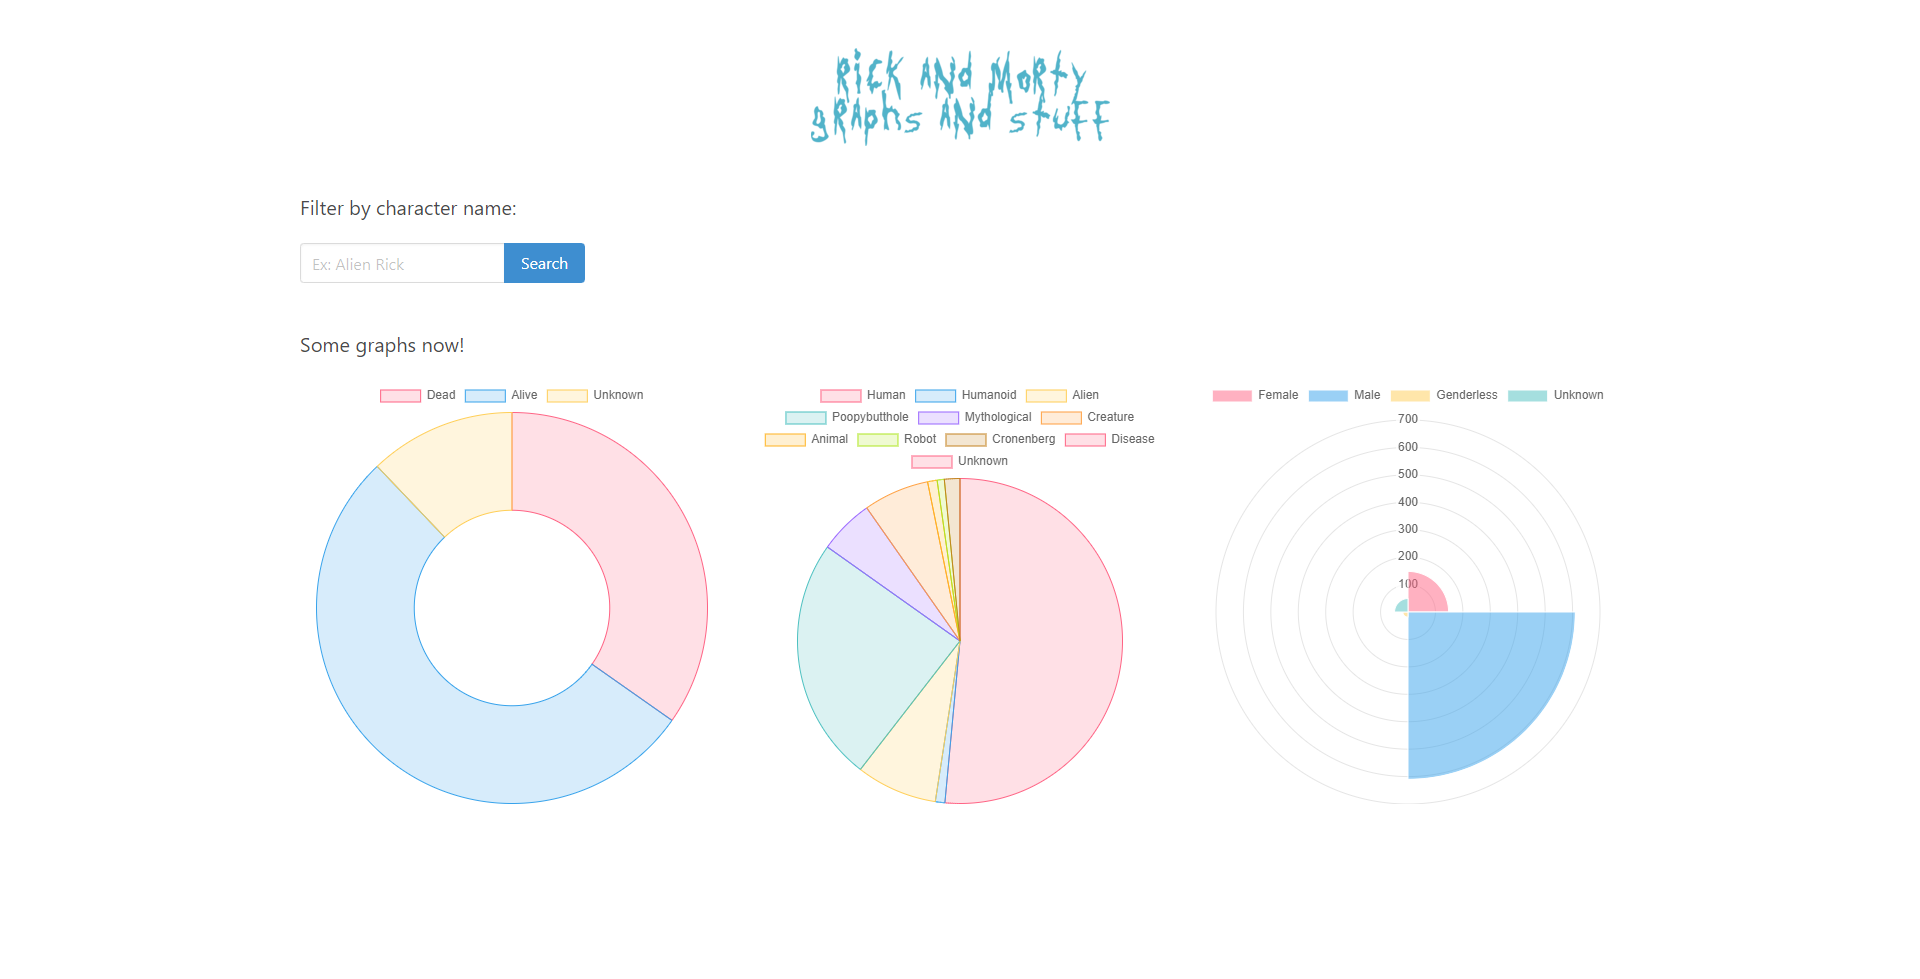 Rick and Morty
graphs and stuff
Filter by character name:
Ex: Alien Rick
Search
Some graphs now!
Dead Alive Unknown
Human Humanoid Alien
Poopybutthole Mythological Creature
Animal Robot Cronenberg Disease
Unknown
Female Male Genderless Unknown
700
600
500
400
300
200
100